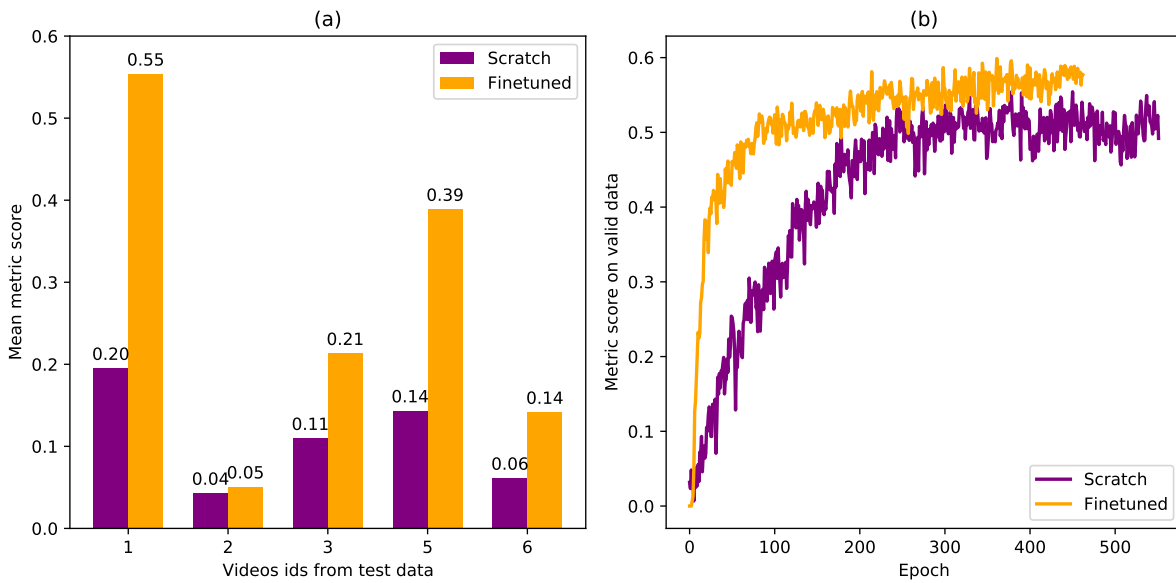 (a)
Mean metric score
0.6
0.5
0.4
0.3
0.2
0.1
0.0
Scratch
Finetuned
0.20
0.55
0.04
0.05
0.11
0.21
0.14
0.39
0.06
0.14
1 2 3 5 6
Videos ids from test data
(b)
Metric score on valid data
0.6
0.5
0.4
0.3
0.2
0.1
0.0
Scratch
Finetuned
0 100 200 300 400 500
Epoch